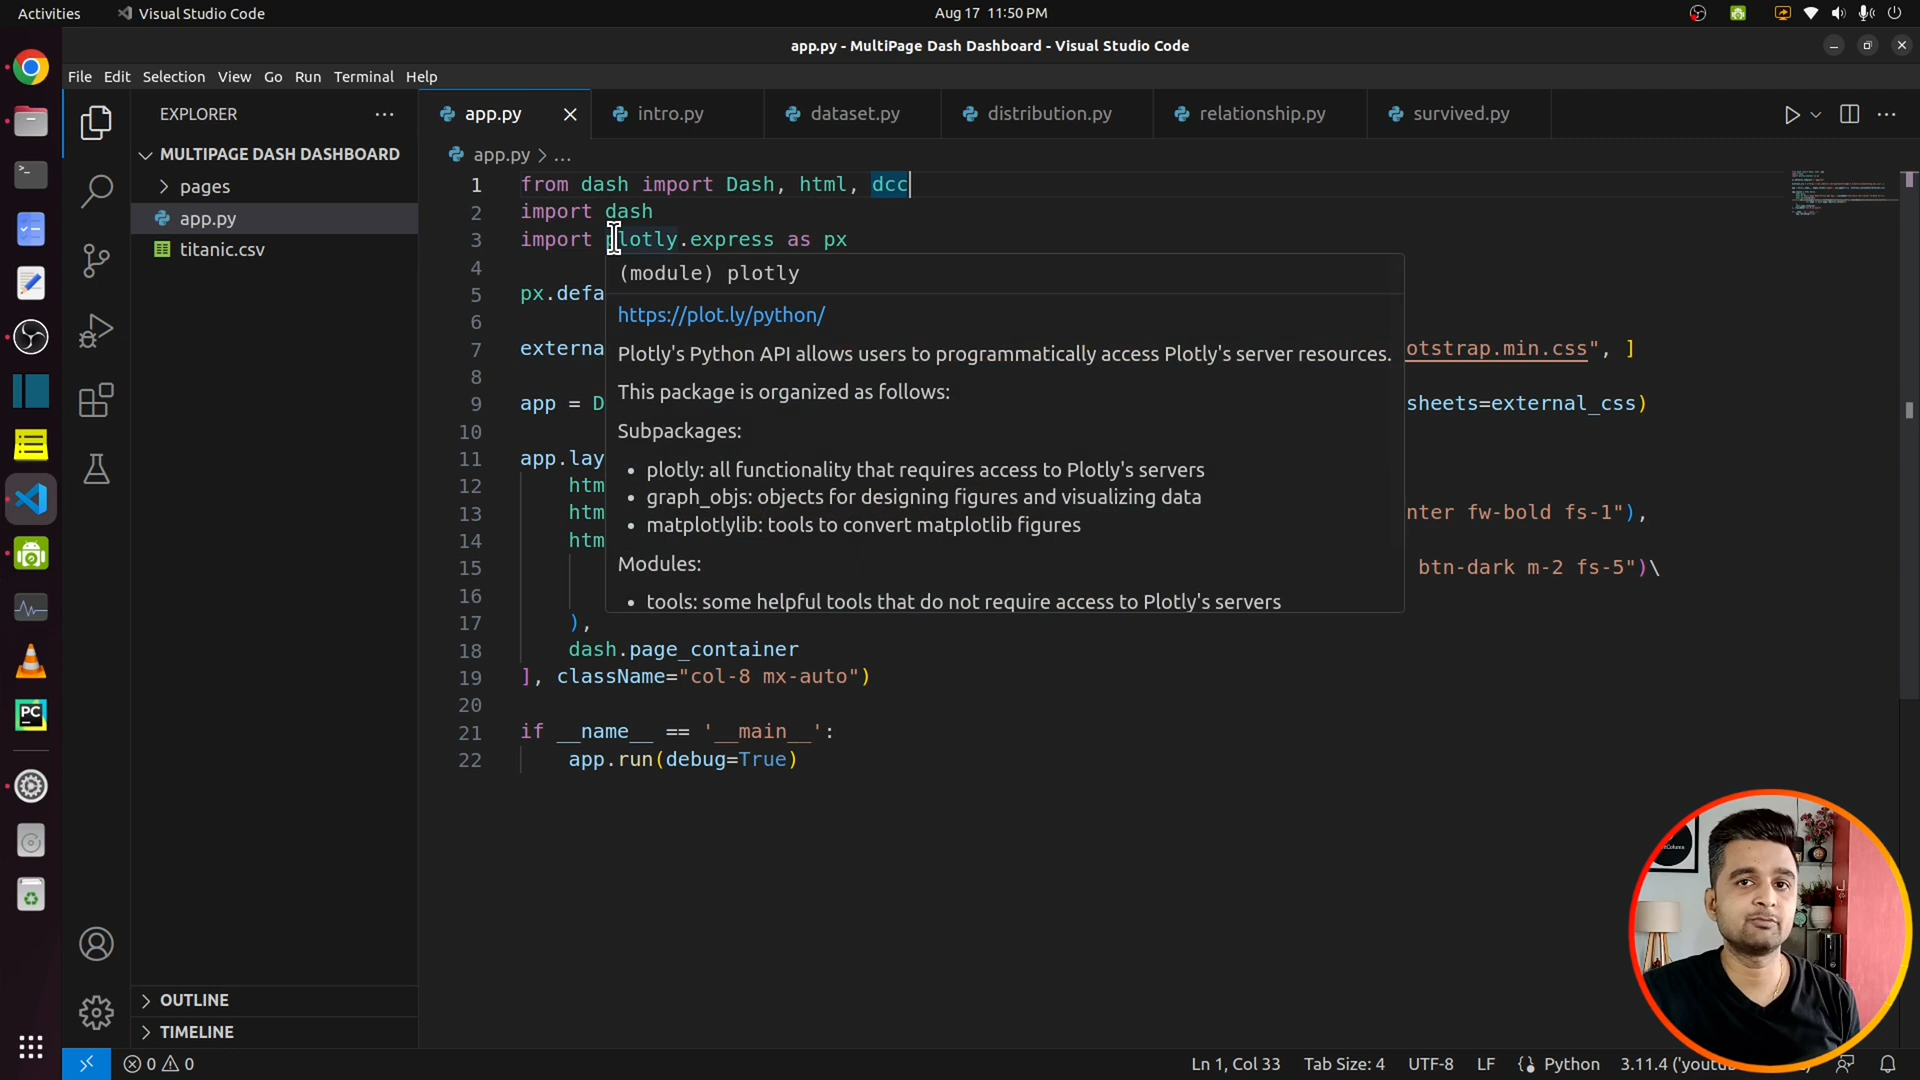 Activities
Visual Studio Code
Aug 17 11:50 PM
app.py - MultiPage Dash Dashboard - Visual Studio Code
File Edit Selection View Go Run Terminal Help
EXPLORER
MULTIPAGE DASH DASHBOARD
pages
app.py
titanic.csv
OUTLINE
TIMELINE
app.py intro.py dataset.py distribution.py relationship.py survived.py
app.py > ...
1 from dash import Dash, html, dcc
2 import dash
3 import plotly.express as px
4
5 px.defa
6
7 externa otstrap.min.css", ]
8
9 app = D sheets=external_css)
10
11 app.lay
12 htm
13 htm nter fw-bold fs-1"),
14 htm
15 btn-dark m-2 fs-5")\
16
17 ),
18 dash.page_container
19 ], className="col-8 mx-auto")
20
21 if __name__ == '__main__':
22 app.run(debug=True)
(module) plotly
https://plot.ly/python/
Plotly's Python API allows users to programmatically access Plotly's server resources.
This package is organized as follows:
Subpackages:
• plotly: all functionality that requires access to Plotly's servers
• graph_objs: objects for designing figures and visualizing data
• matplotlylib: tools to convert matplotlib figures
Modules:
• tools: some helpful tools that do not require access to Plotly's servers
PC
0 0
Ln 1, Col 33 Tab Size: 4 UTF-8 LF Python 3.11.4 ('youtu